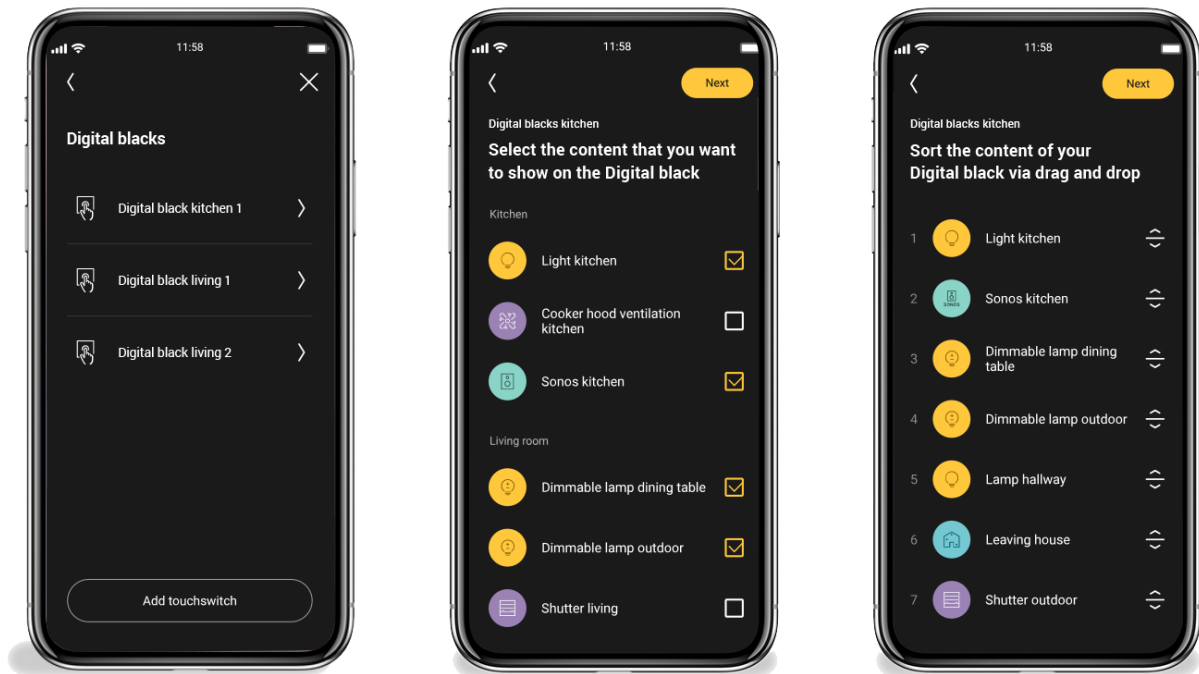 11:58
Digital blacks
Digital black kitchen 1
Digital black living 1
Digital black living 2
Add touchswitch
11:58
Next
Digital blacks kitchen
Select the content that you want
to show on the Digital black
Kitchen
Light kitchen
Cooker hood ventilation
kitchen
Sonos kitchen
Living room
Dimmable lamp dining table
Dimmable lamp outdoor
Shutter living
11:58
Next
Digital blacks kitchen
Sort the content of your
Digital black via drag and drop
1 Light kitchen
2 SONOS Sonos kitchen
3 Dimmable lamp dining
table
4 Dimmable lamp outdoor
5 Lamp hallway
6 Leaving house
7 Shutter outdoor